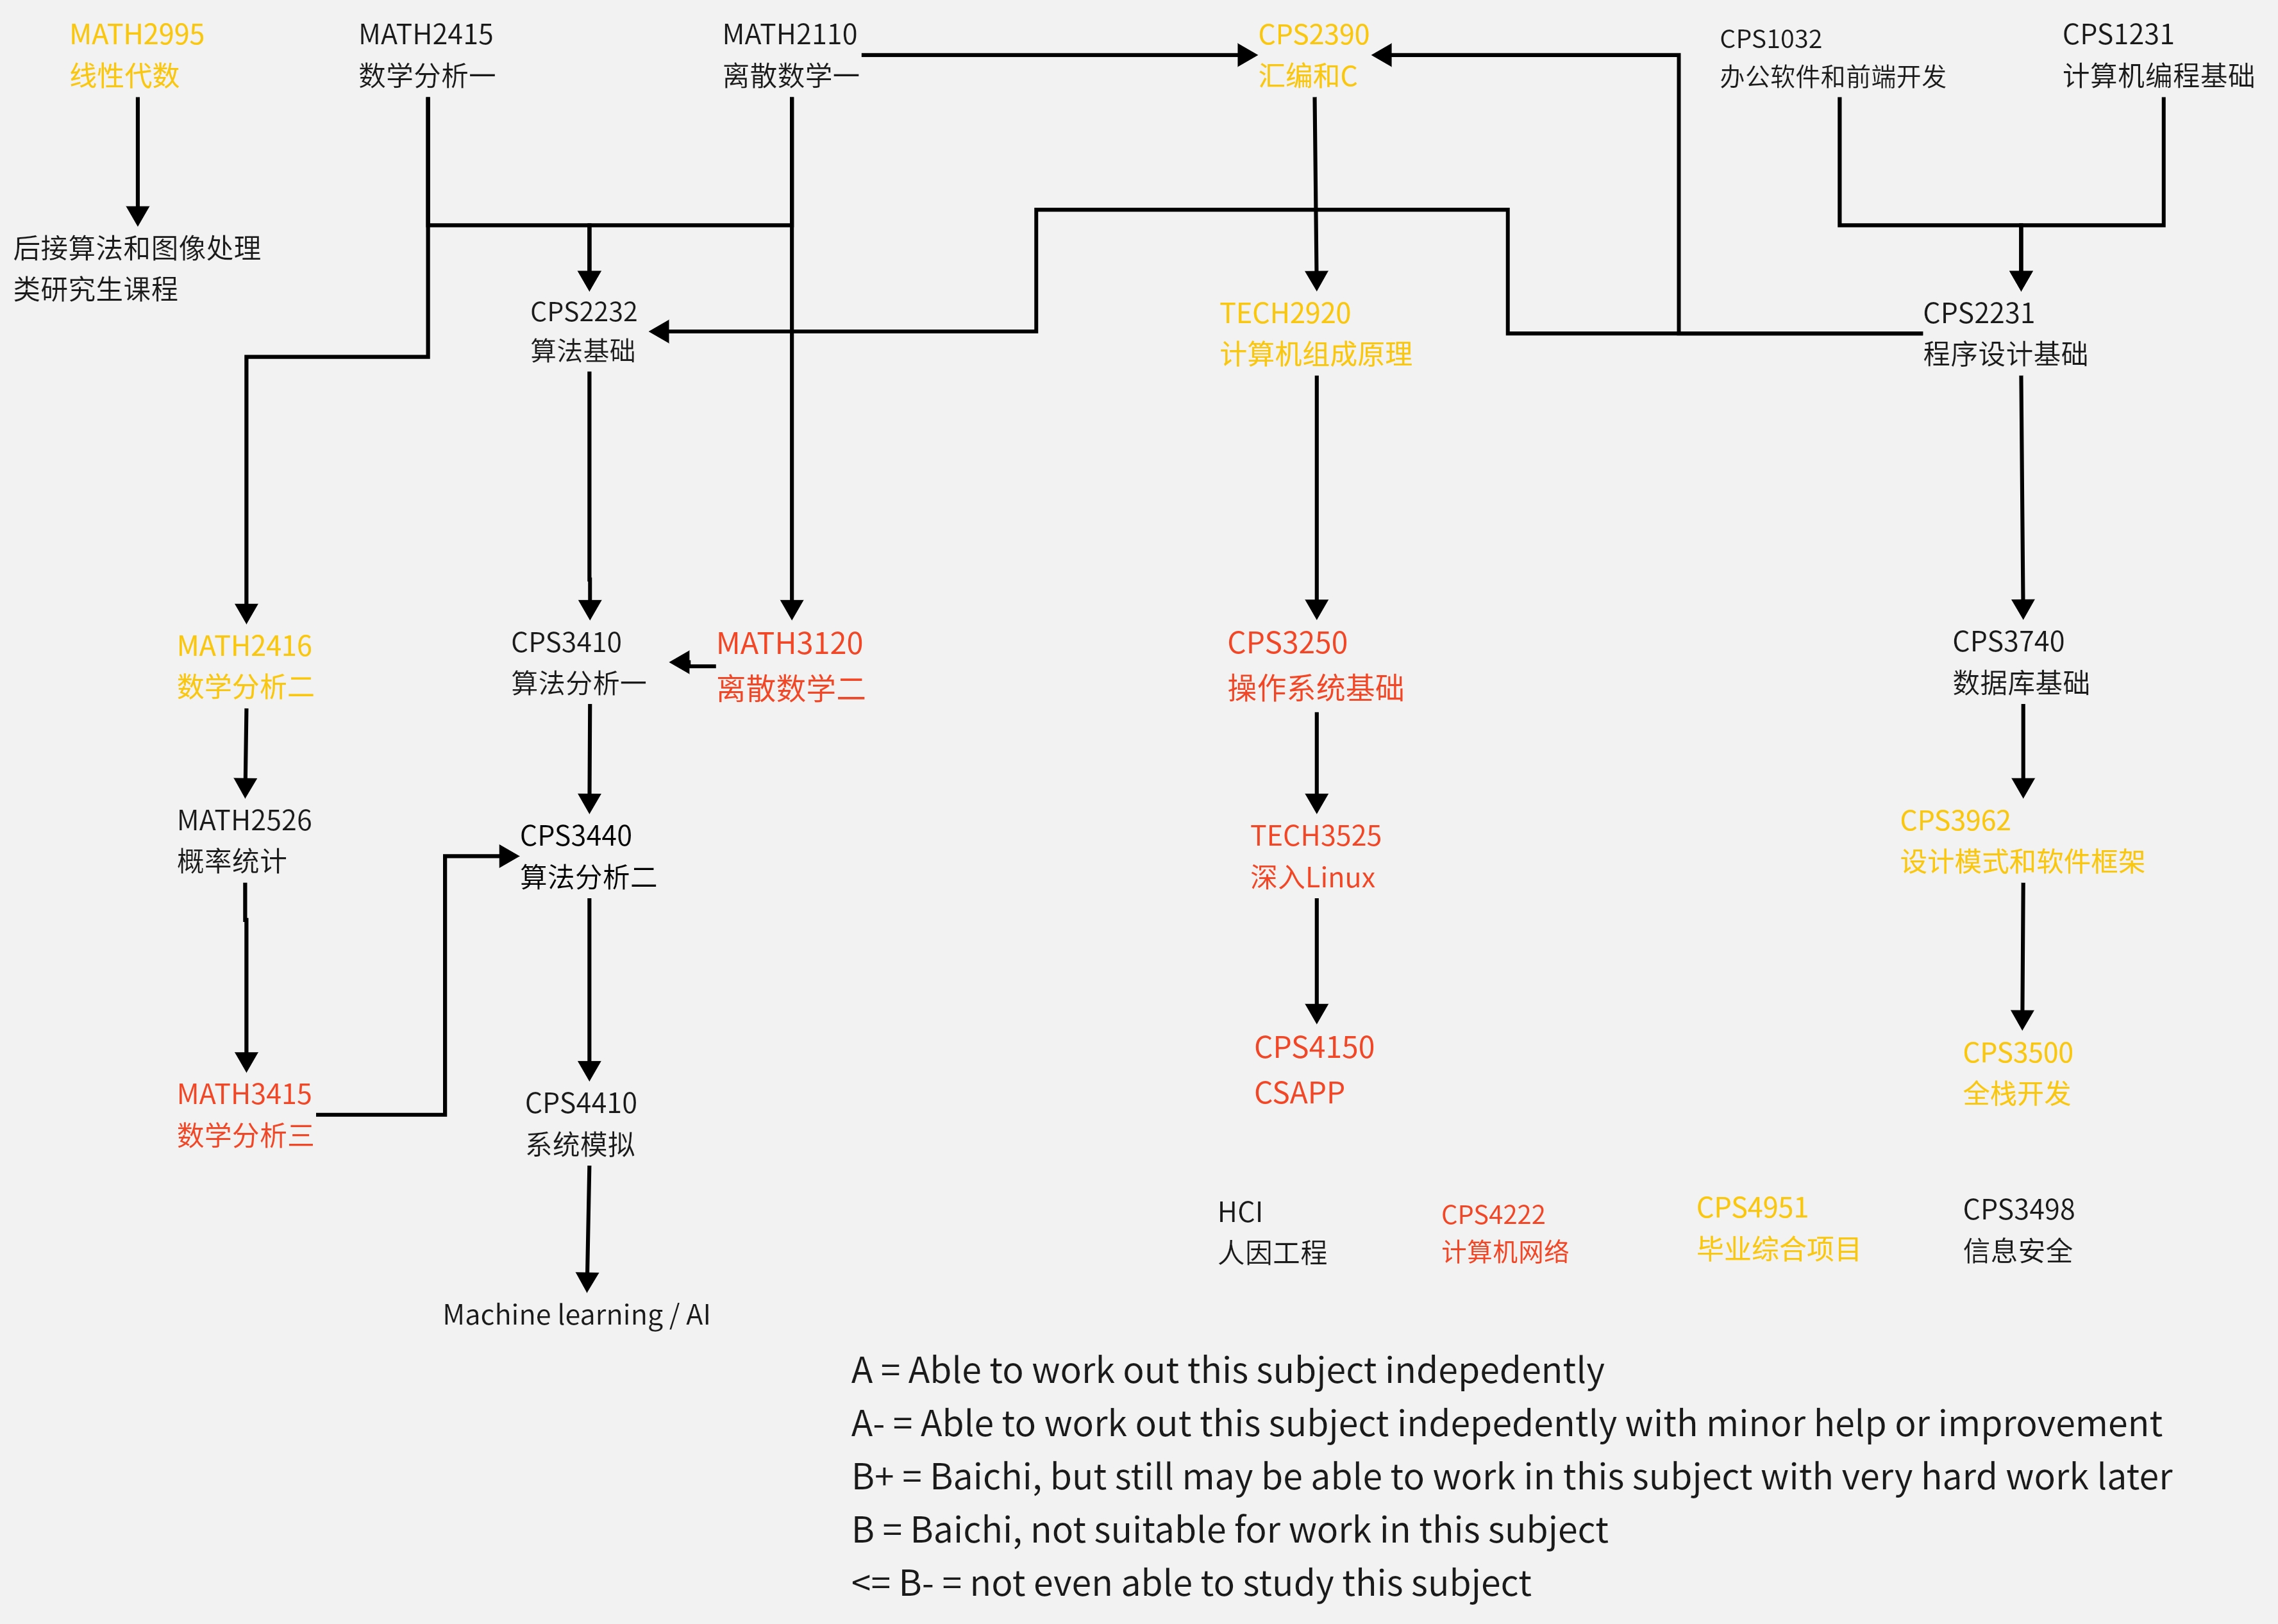 MATH2995
线性代数
MATH2415
数学分析一
MATH2110
离散数学一
CPS2390
汇编和C
CPS1032
办公软件和前端开发
CPS1231
计算机编程基础
后接算法和图像处理
类研究生课程
CPS2232
算法基础
TECH2920
计算机组成原理
CPS2231
程序设计基础
MATH2416
数学分析二
CPS3410
算法分析一
MATH3120
离散数学二
CPS3250
操作系统基础
CPS3740
数据库基础
MATH2526
概率统计
CPS3440
算法分析二
TECH3525
深入Linux
CPS3962
设计模式和软件框架
MATH3415
数学分析三
CPS4410
系统模拟
CPS4150
CSAPP
CPS3500
全栈开发
HCI
人因工程
CPS4222
计算机网络
CPS4951
毕业综合项目
CPS3498
信息安全
Machine learning / AI
A = Able to work out this subject indepedently
A- = Able to work out this subject indepedently with minor help or improvement
B+ = Baichi, but still may be able to work in this subject with very hard work later
B = Baichi, not suitable for work in this subject
<= B- = not even able to study this subject